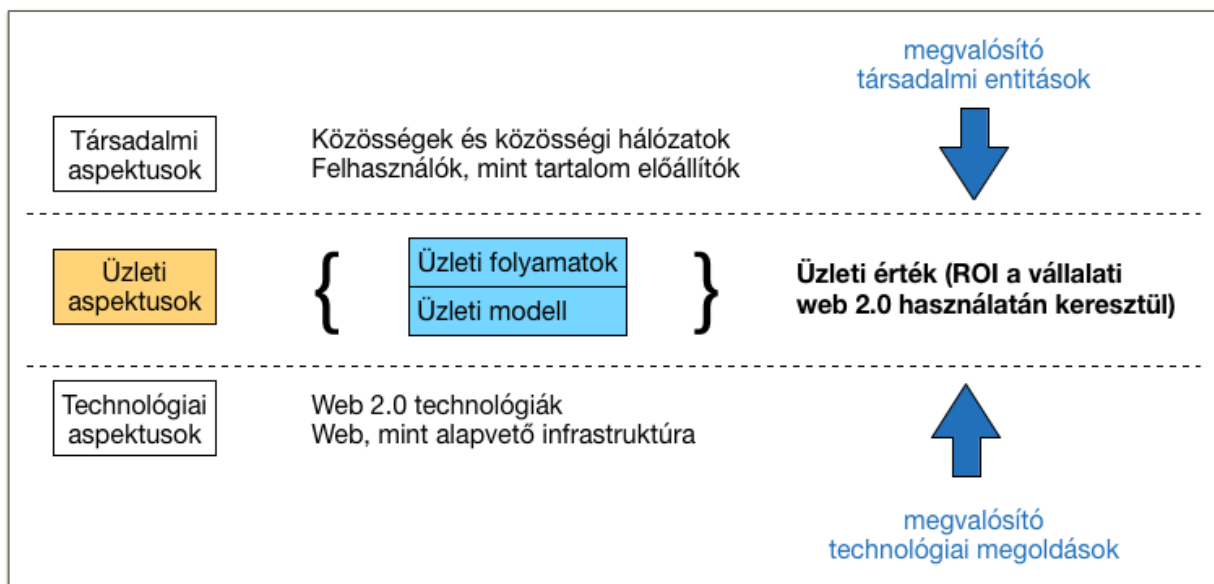 megvalósító
társadalmi entitások
Társadalmi
aspektusok
Közösségek és közösségi hálózatok
Felhasználók, mint tartalom előállítók
Üzleti
aspektusok
{
Üzleti folyamatok
Üzleti modell
}
Üzleti érték (ROI a vállalati
web 2.0 használatán keresztül)
Technológiai
aspektusok
Web 2.0 technológiák
Web, mint alapvető infrastruktúra
megvalósító
technológiai megoldások